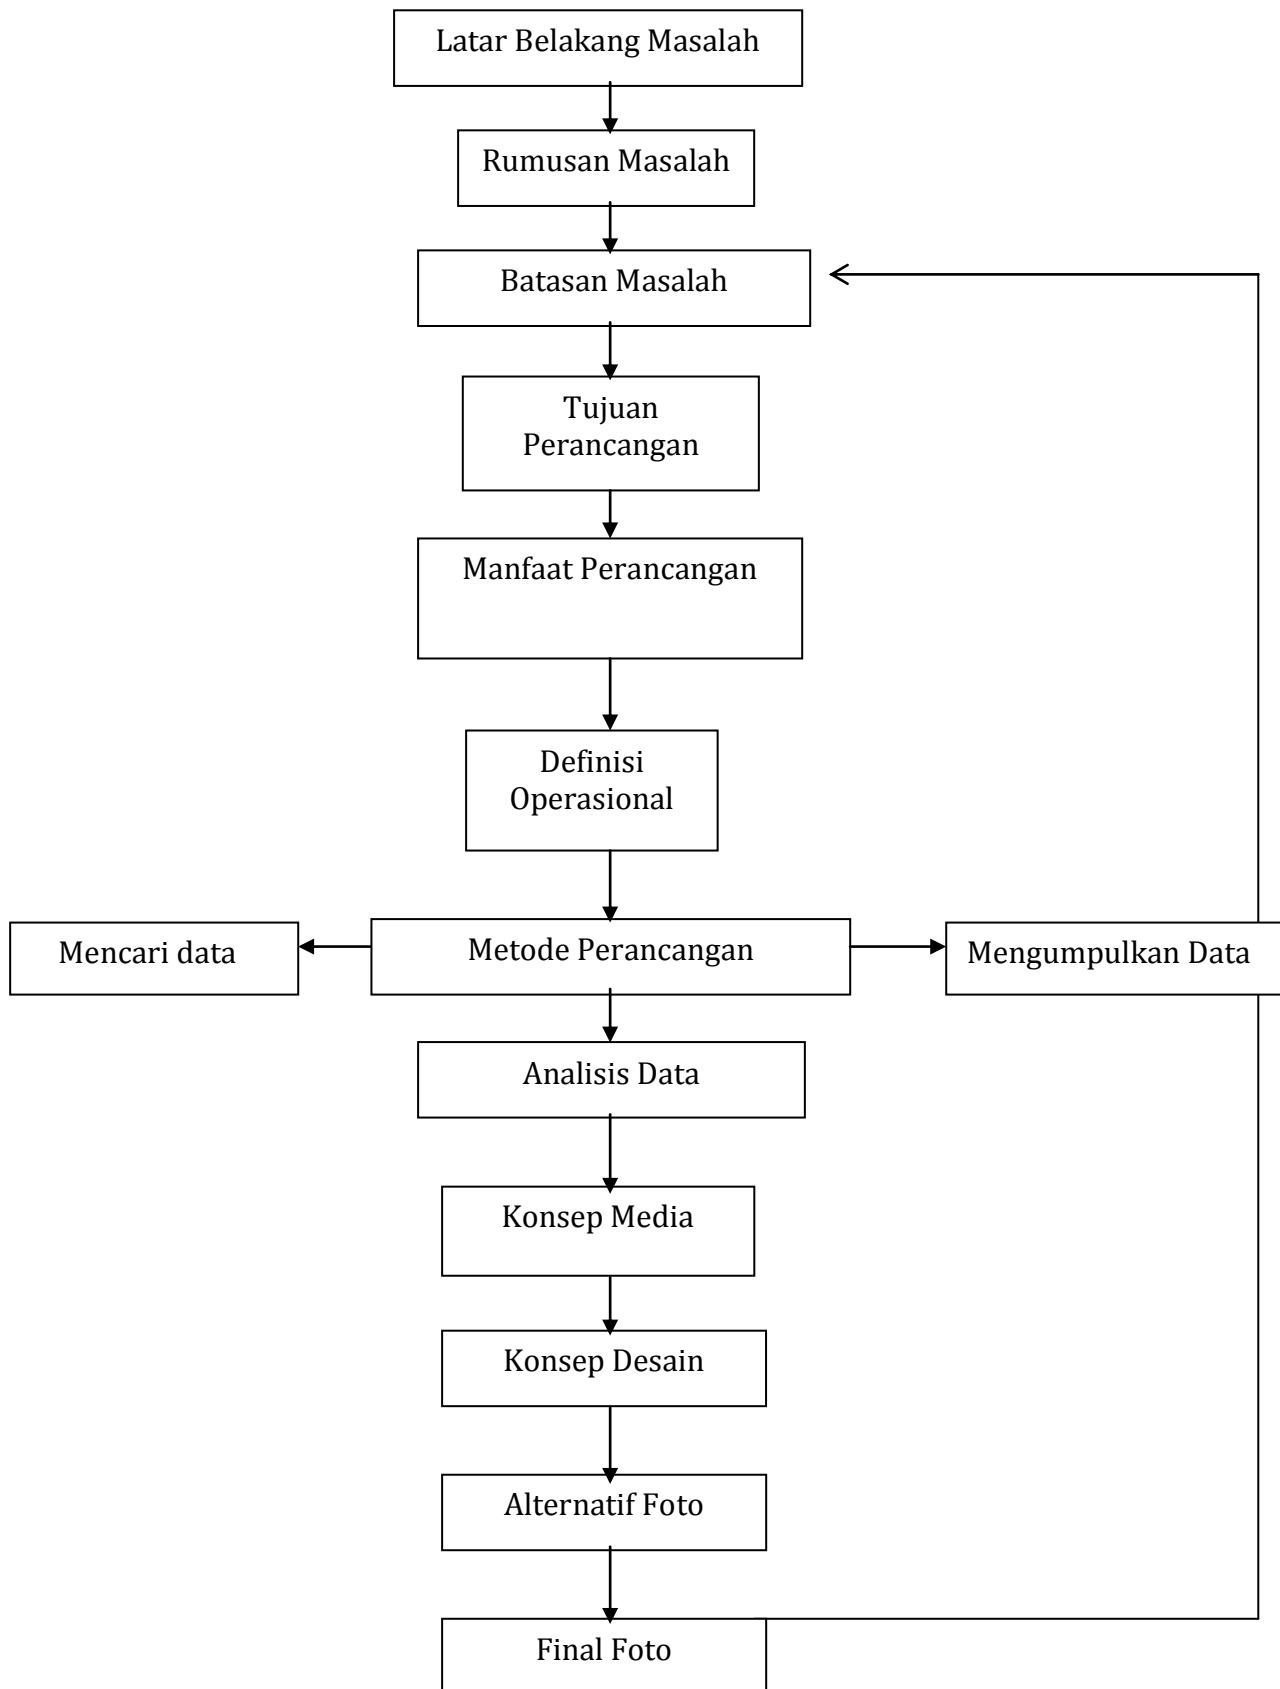 Latar Belakang Masalah
Rumusan Masalah
Batasan Masalah
Tujuan
Perancangan
Manfaat Perancangan
Definisi
Operasional
Mencari data
Metode Perancangan
Mengumpulkan Data
Analisis Data
Konsep Media
Konsep Desain
Alternatif Foto
Final Foto